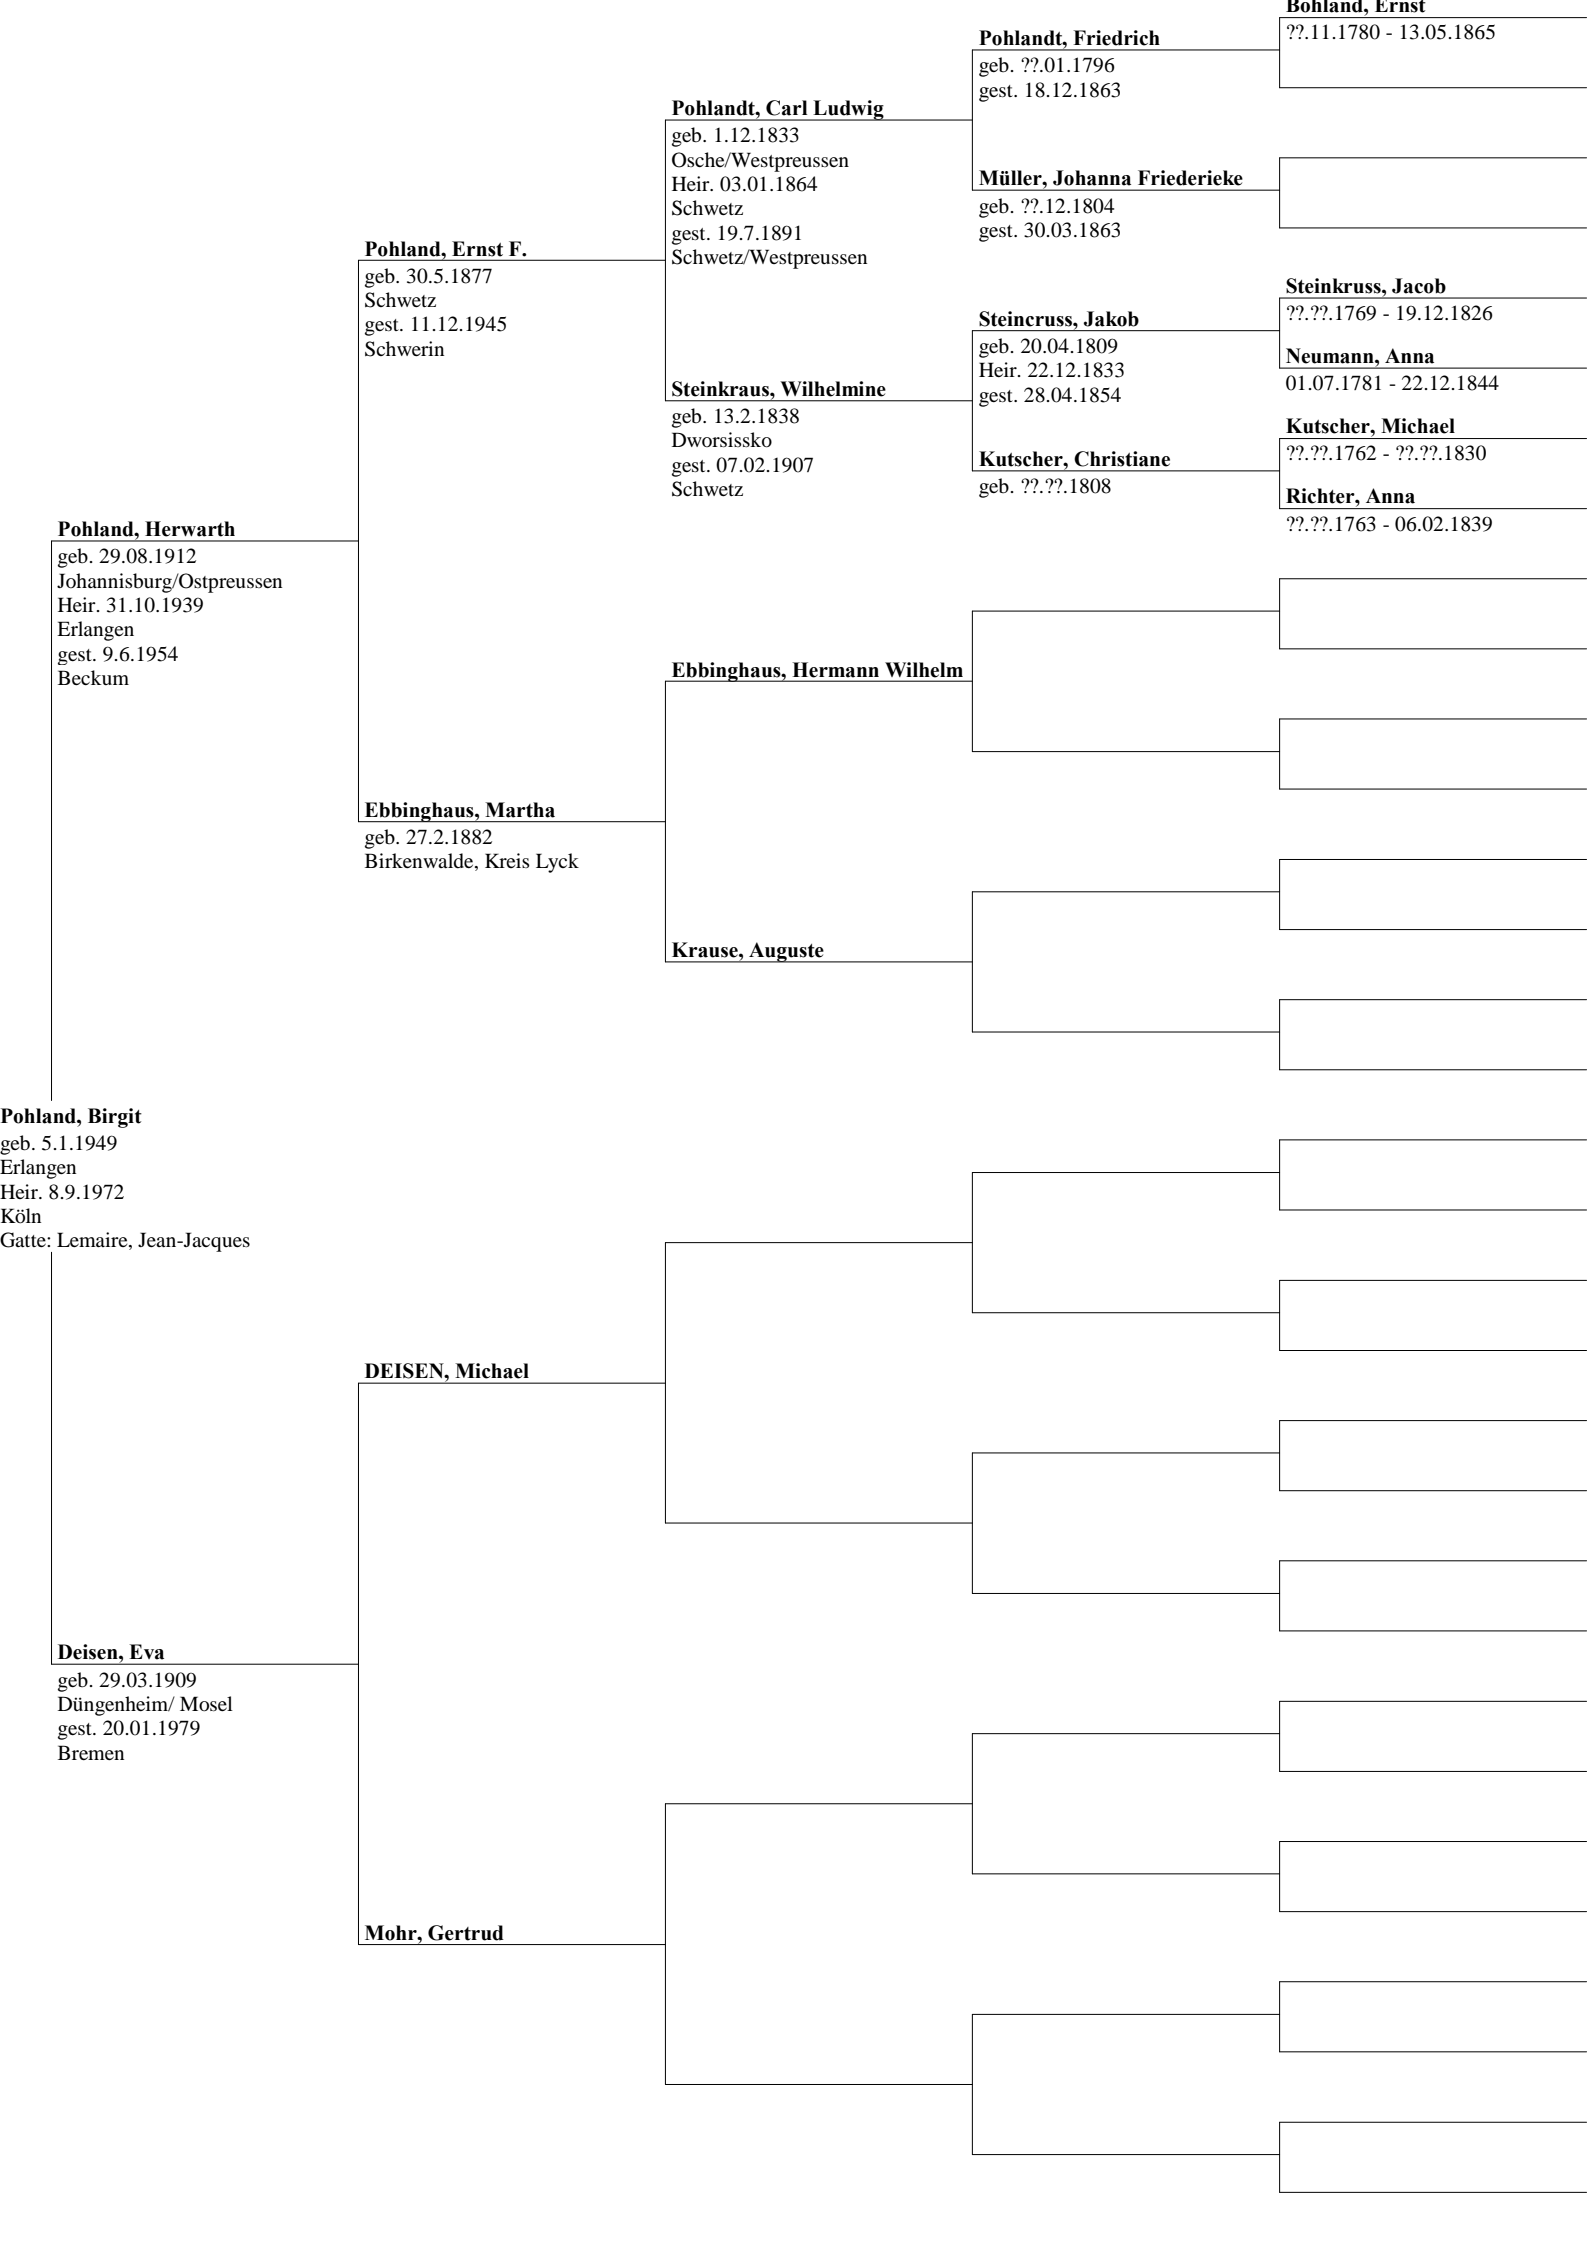 Bohland, Ernst
??.11.1780 - 13.05.1865
Pohlandt, Friedrich
geb. ??.01.1796
gest. 18.12.1863
Pohlandt, Carl Ludwig
geb. 1.12.1833
Osche/Westpreussen
Heir. 03.01.1864
Schwetz
gest. 19.7.1891
Schwetz/Westpreussen
Müller, Johanna Friederieke
geb. ??.12.1804
gest. 30.03.1863
Pohland, Ernst F.
geb. 30.5.1877
Schwetz
gest. 11.12.1945
Schwerin
Steinkruss, Jacob
??.??.1769 - 19.12.1826
Steincruss, Jakob
geb. 20.04.1809
Heir. 22.12.1833
gest. 28.04.1854
Neumann, Anna
01.07.1781 - 22.12.1844
Steinkraus, Wilhelmine
geb. 13.2.1838
Dworsissko
gest. 07.02.1907
Schwetz
Kutscher, Michael
??.??.1762 - ??.??.1830
Kutscher, Christiane
geb. ??.??.1808
Richter, Anna
??.??.1763 - 06.02.1839
Pohland, Herwarth
geb. 29.08.1912
Johannisburg/Ostpreussen
Heir. 31.10.1939
Erlangen
gest. 9.6.1954
Beckum
Ebbinghaus, Hermann Wilhelm
Ebbinghaus, Martha
geb. 27.2.1882
Birkenwalde, Kreis Lyck
Krause, Auguste
Pohland, Birgit
geb. 5.1.1949
Erlangen
Heir. 8.9.1972
Köln
Gatte: Lemaire, Jean-Jacques
DEISEN, Michael
Deisen, Eva
geb. 29.03.1909
Düngenheim/ Mosel
gest. 20.01.1979
Bremen
Mohr, Gertrud